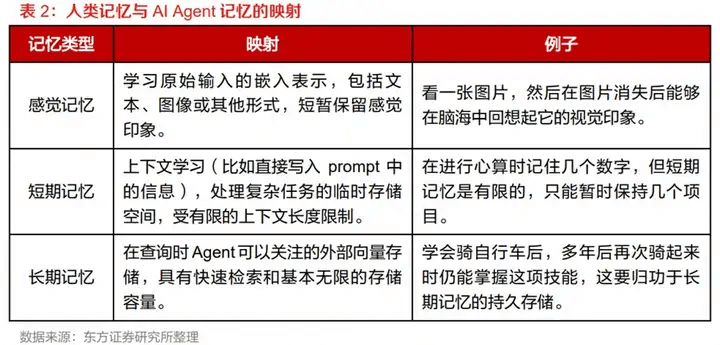 表 2：人类记忆与 AI Agent 记忆的映射
记忆类型 映射 例子
感觉记忆
学习原始输入的嵌入表示，包括文
本、图像或其他形式，短暂保留感觉
印象。
看一张图片，然后在图片消失后能够
在脑海中回想起它的视觉印象。
短期记忆
上下文学习（比如直接写入 prompt 中
的信息），处理复杂任务的临时存储
空间，受有限的上下文长度限制。
在进行心算时记住几个数字，但短期
记忆是有限的，只能暂时保持几个项
目。
长期记忆
在查询时 Agent 可以关注的外部向量存
储，具有快速检索和基本无限的存储
容量。
学会骑自行车后，多年后再次骑起来
时仍能掌握这项技能，这要归功于长
期记忆的持久存储。
数据来源：东方证券研究所整理